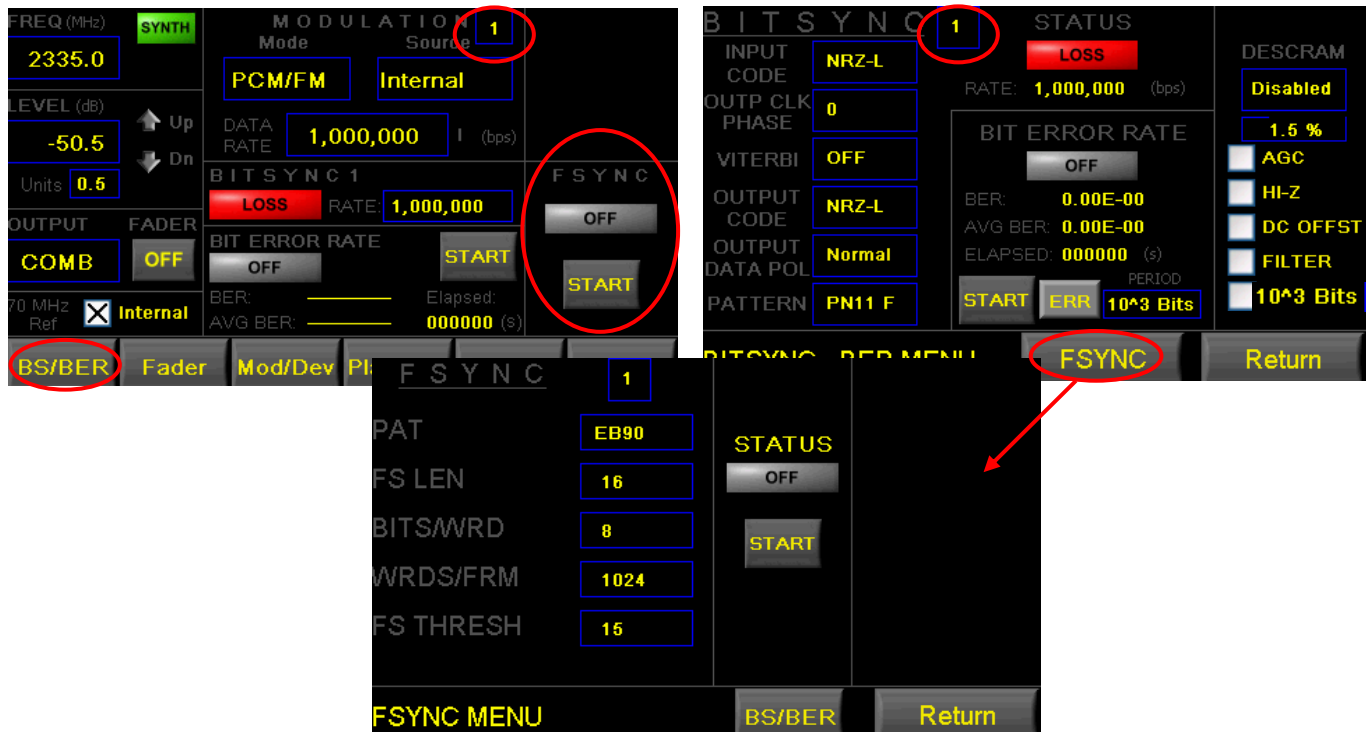 FREQ (MHz)
SYNTH
2335.0
LEVEL (dB)
-50.5
Up
Dn
Units 0.5
OUTPUT
FADER
COMB
OFF
70 MHz
Ref
Internal
MODULATION
1
Mode
Source
PCM/FM
Internal
DATA
RATE
1,000,000
I
(bps)
BITSYNC1
LOSS
RATE:
1,000,000
BIT ERROR RATE
OFF
START
BER:
Elapsed:
AVG BER:
000000 (s)
FSYNC
OFF
START
BS/BER
Fader
Mod/Dev
BITSYNC
1
INPUT
CODE
NRZ-L
OUTP CLK
PHASE
0
VITERBI
OFF
OUTPUT
CODE
NRZ-L
OUTPUT
DATA POL
Normal
PATTERN
PN11 F
STATUS
LOSS
RATE: 1,000,000 (bps)
BIT ERROR RATE
OFF
BER: 0.00E-00
AVG BER: 0.00E-00
ELAPSED: 000000 (s)
PERIOD
START
ERR
10^3 Bits
DESCRAM
Disabled
1.5 %
AGC
HI-Z
DC OFFST
FILTER
10^3 Bits
BITSYNC - BER MENU
FSYNC
Return
FSYNC
1
PAT
EB90
FS LEN
16
BITS/WRD
8
WRDS/FRM
1024
FS THRESH
15
STATUS
OFF
START
FSYNC MENU
BS/BER
Return